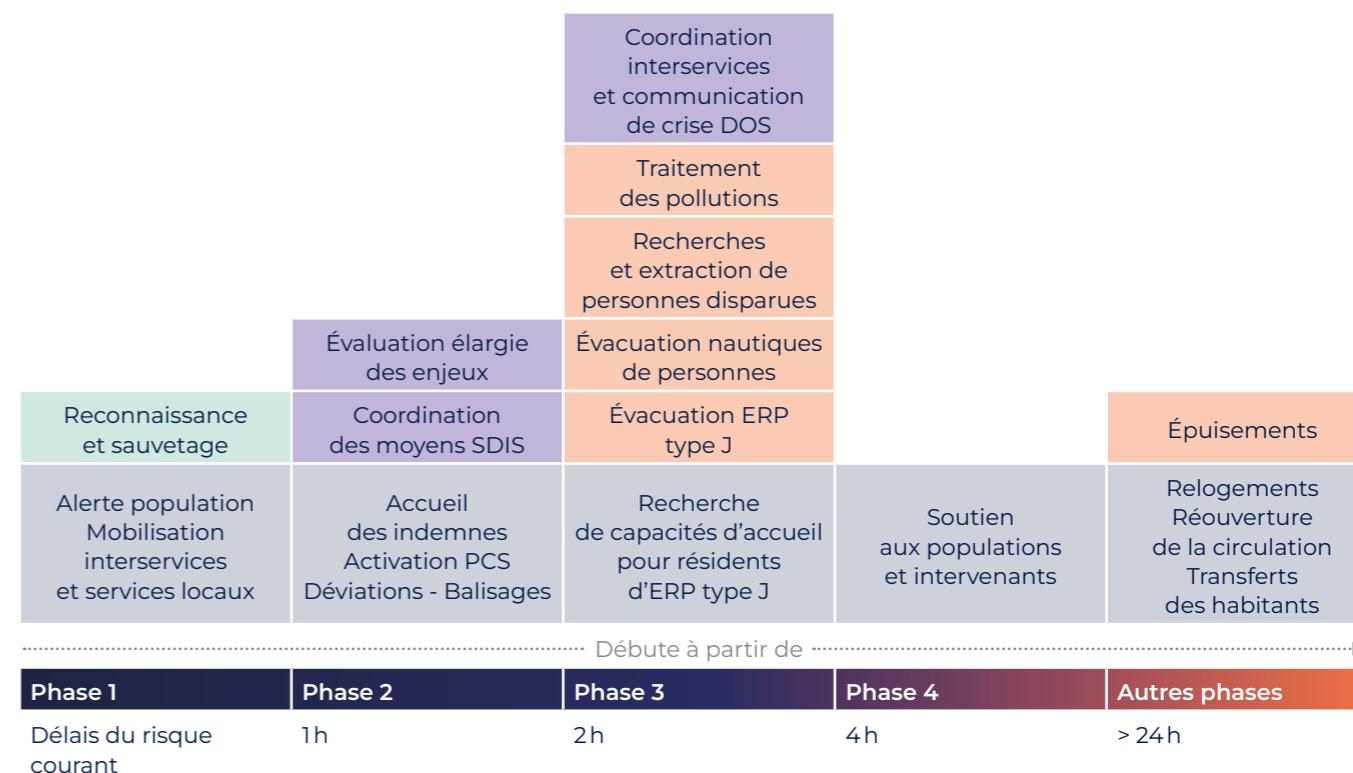 Coordination
interservices
et communication
de crise DOS
Traitement
des pollutions
Recherches
et extraction de
personnes disparues
Évaluation élargie
des enjeux
Évacuation nautiques
de personnes
Reconnaissance
et sauvetage
Coordination
des moyens SDIS
Évacuation ERP
type J
Épuisements
Alerte population
Mobilisation
interservices
et services locaux
Accueil
des indemnes
Activation PCS
Déviations - Balisages
Recherche
de capacités d’accueil
pour résidents
d’ERP type J
Soutien
aux populations
et intervenants
Relogements
Réouverture
de la circulation
Transferts
des habitants
Débute à partir de
Phase 1
Phase 2
Phase 3
Phase 4
Autres phases
Délais du risque
courant
1 h
2 h
4 h
> 24 h